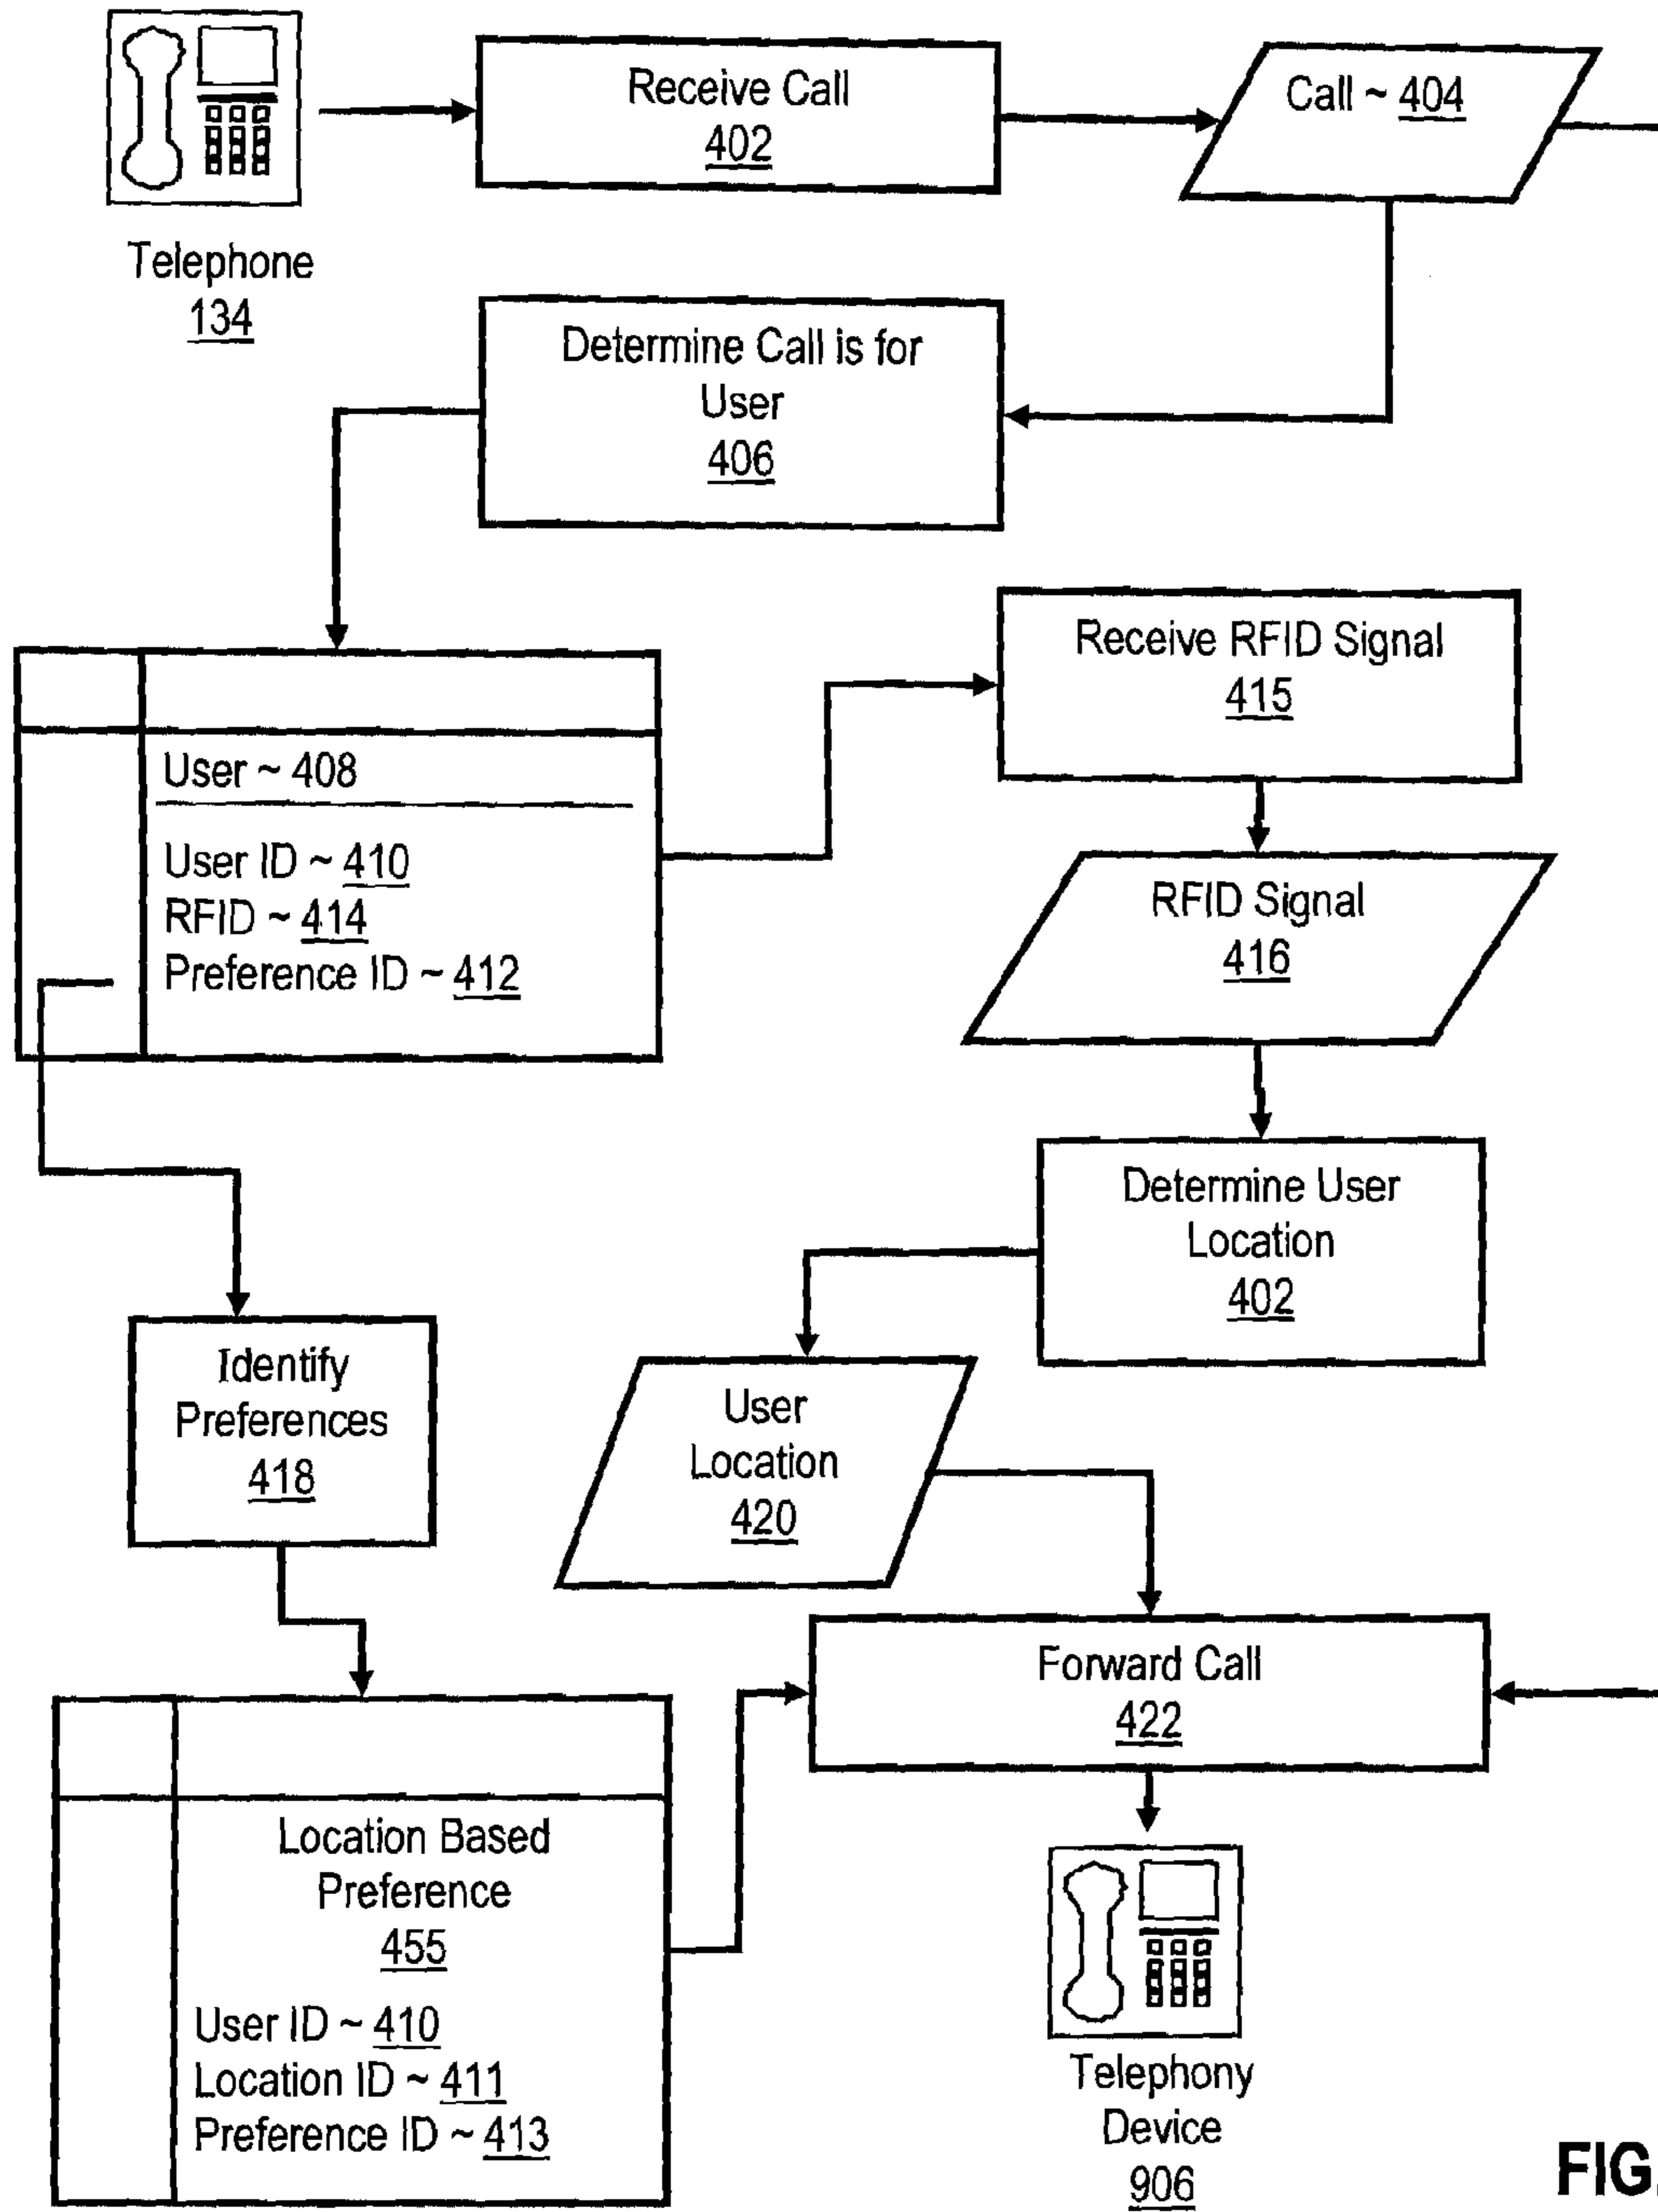 Receive Call
402
Call ~ 404
Telephone
134
Determine Call is for
User
406
Receive RFID Signal
415
User ~ 408
User ID ~ 410
RFID ~ 414
Preference ID ~ 412
RFID Signal
416
Determine User
Location
402
Identify
Preferences
418
User
Location
420
Forward Call
422
Location Based
Preference
455
User ID ~ 410
Location ID ~ 411
Preference ID ~ 413
Telephony
Device
906
FIG.